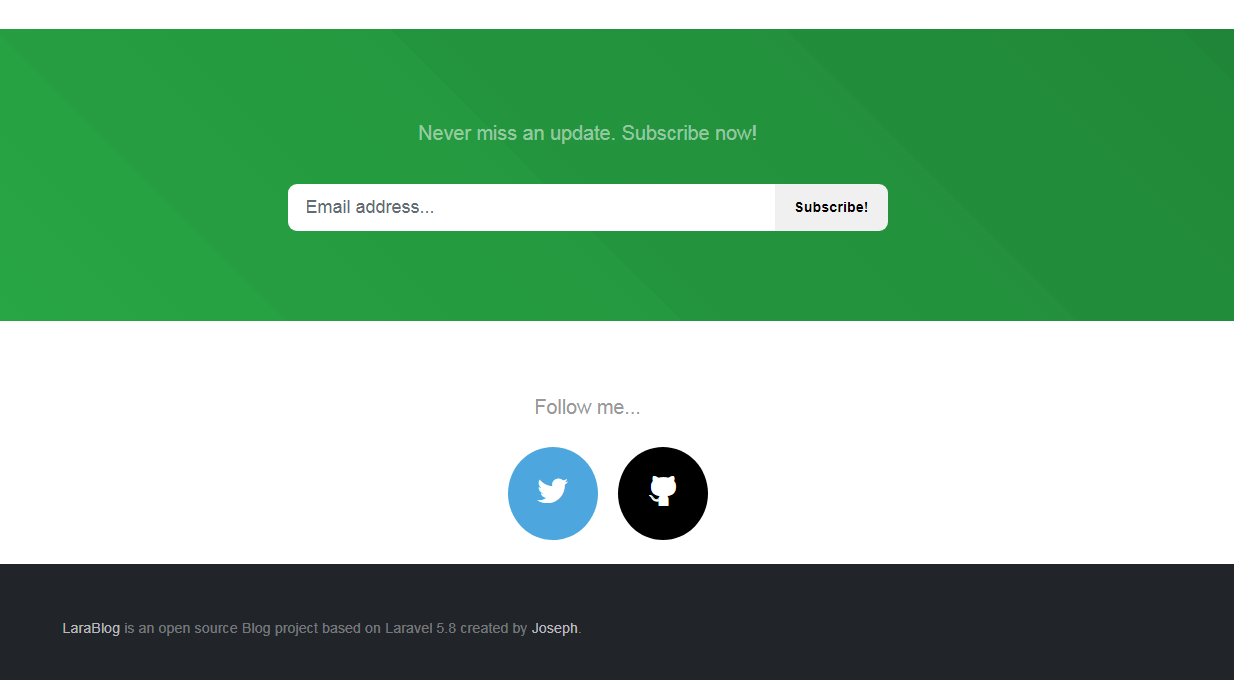 Never miss an update. Subscribe now!
Email address...
Subscribe!
Follow me...
LaraBlog is an open source Blog project based on Laravel 5.8 created by Joseph.